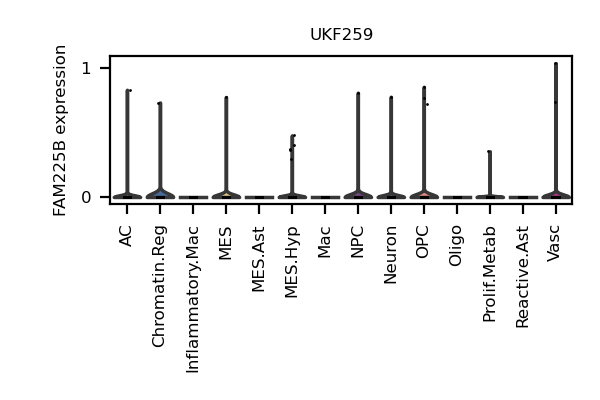 UKF259
FAM225B expression
1
0
AC
Chromatin.Reg
Inflammatory.Mac
MES
MES.Ast
MES.Hyp
Mac
NPC
Neuron
OPC
Oligo
Prolif.Metab
Reactive.Ast
Vasc